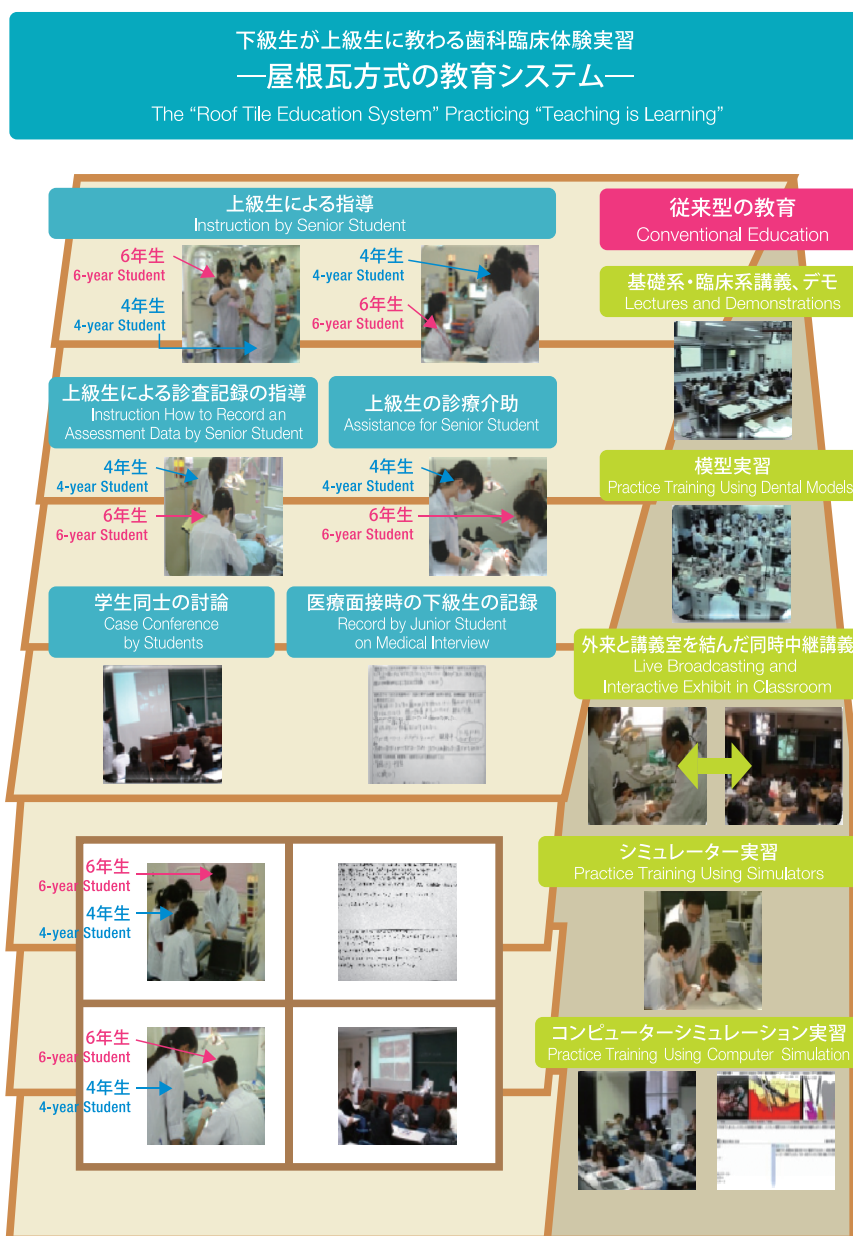 下級生が上級生に教わる歯科臨床体験実習
―屋根瓦方式の教育システム―
The “Roof Tile Education System” Practicing “Teaching is Learning”
上級生による指導
Instruction by Senior Student
6年生
6-year Student
4年生
4-year Student
4年生
4-year Student
6年生
6-year Student
上級生による診査記録の指導
Instruction How to Record an
Assessment Data by Senior Student
上級生の診療介助
Assistance for Senior Student
4年生
4-year Student
6年生
6-year Student
4年生
4-year Student
6年生
6-year Student
学生同士の討論
Case Conference
by Students
医療面接時の下級生の記録
Record by Junior Student
on Medical Interview
6年生
6-year Student
4年生
4-year Student
6年生
6-year Student
4年生
4-year Student
従来型の教育
Conventional Education
基礎系・臨床系講義、デモ
Lectures and Demonstrations
模型実習
Practice Training Using Dental Models
外来と講義室を結んだ同時中継講義
Live Broadcasting and
Interactive Exhibit in Classroom
シミュレーター実習
Practice Training Using Simulators
コンピューターシミュレーション実習
Practice Training Using Computer Simulation